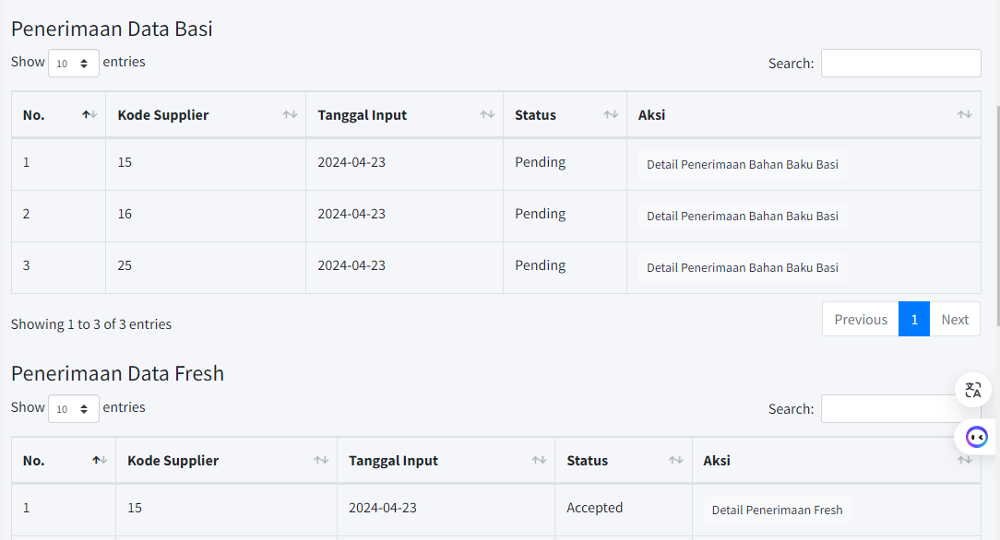 Penerimaan Data Basi
Show 10 entries Search:
No. Kode Supplier Tanggal Input Status Aksi
1 15 2024-04-23 Pending Detail Penerimaan Bahan Baku Basi
2 16 2024-04-23 Pending Detail Penerimaan Bahan Baku Basi
3 25 2024-04-23 Pending Detail Penerimaan Bahan Baku Basi
Showing 1 to 3 of 3 entries Previous 1 Next
Penerimaan Data Fresh
Show 10 entries Search:
No. Kode Supplier Tanggal Input Status Aksi
1 15 2024-04-23 Accepted Detail Penerimaan Fresh